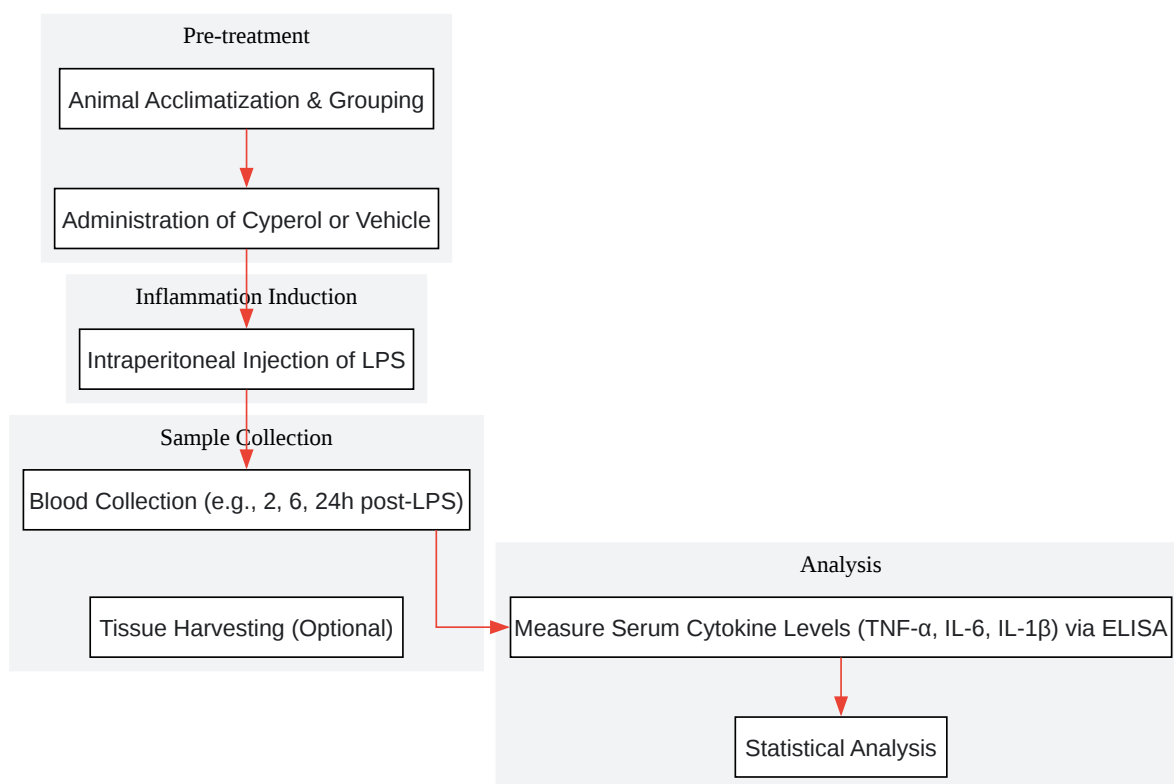 Pre-treatment
Animal Acclimatization & Grouping
Administration of Cyperol or Vehicle
Inflammation Induction
Intraperitoneal Injection of LPS
Sample Collection
Blood Collection (e.g., 2, 6, 24h post-LPS)
Tissue Harvesting (Optional)
Analysis
Measure Serum Cytokine Levels (TNF-α, IL-6, IL-1β) via ELISA
Statistical Analysis